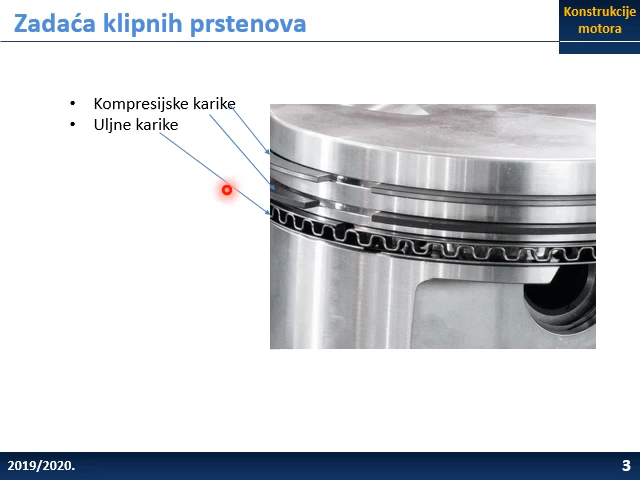 Zadaća klipnih prstenova
Konstrukcije
motora
• Kompresijske karike
• Uljne karike
2019/2020.
3